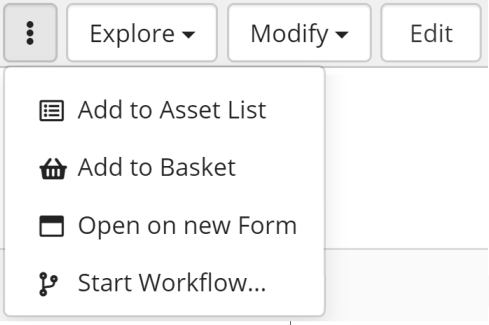 Explore
Modify
Edit
Add to Asset List
Add to Basket
Open on new Form
Start Workflow...